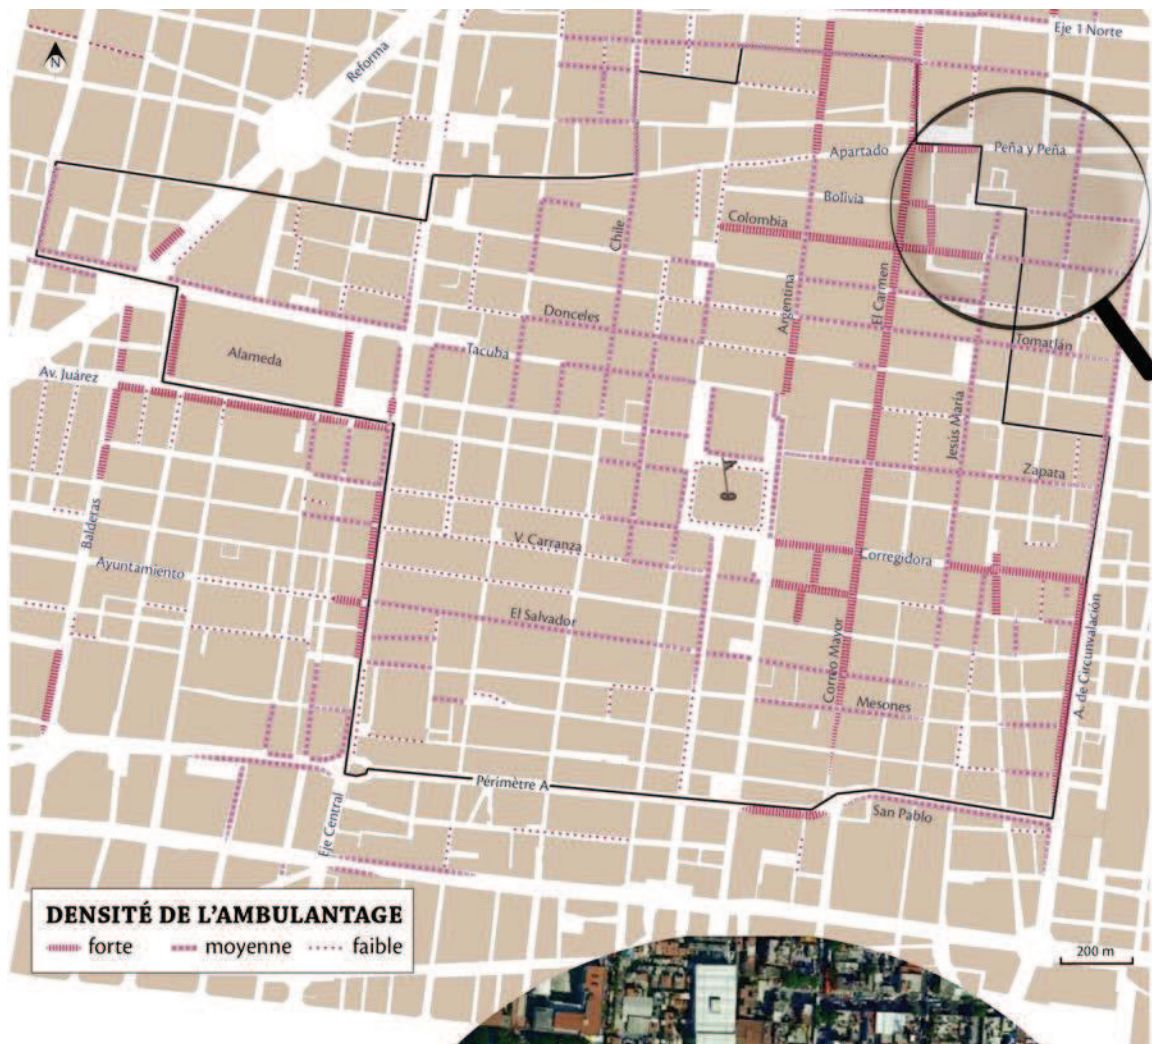 Eje 1 Norte
N
Reforma
Apartado
Peña y Peña
Bolivia
Colombia
Chile
Argentina
El Carmen
Donceles
Tomatlán
Tacuba
Alameda
Av. Juárez
Jesús María
Zapata
Balderas
V. Carranza
Corregidora
Ayuntamiento
El Salvador
Correo Mayor
A. de Circunvalación
Mesones
Périmètre A
San Pablo
Eje Central
DENSITÉ DE L'AMBULANTAGE
forte moyenne faible
200 m